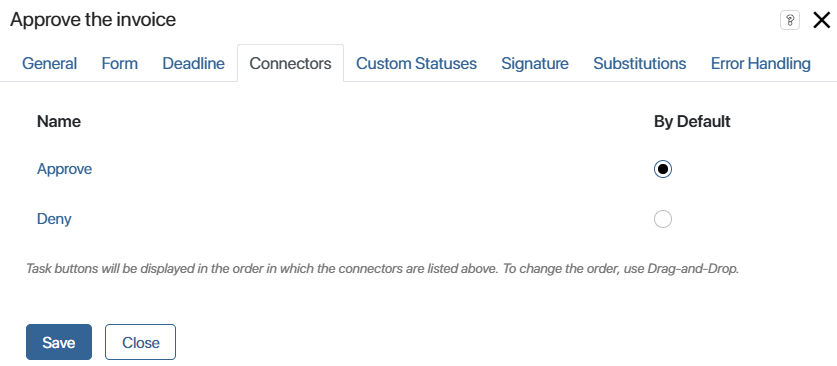 Approve the invoice ?
General Form Deadline Connectors Custom Statuses Signature Substitutions Error Handling
Name By Default
Approve
Deny
Task buttons will be displayed in the order in which the connectors are listed above. To change the order, use Drag-and-Drop.
Save Close